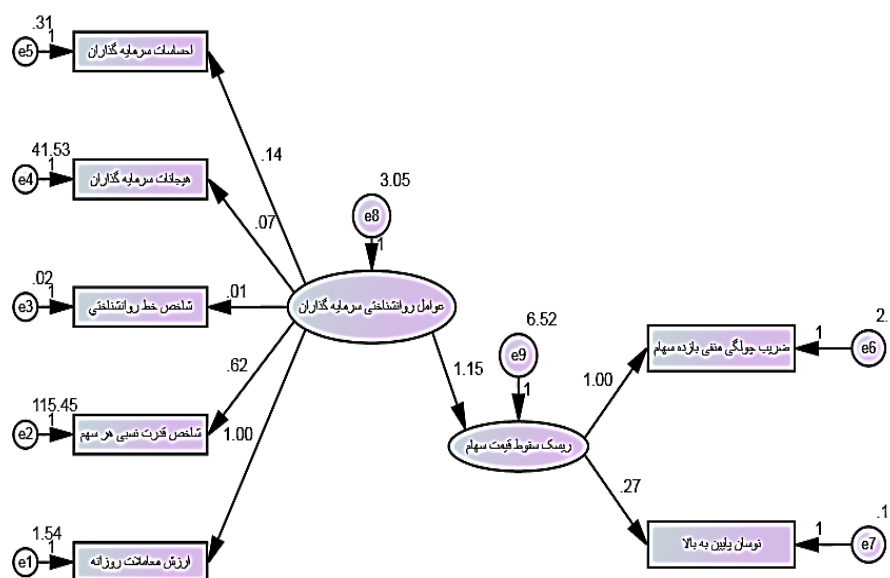 .31
1
e5
احساسات سرمایه گذاران
.14
41.53
1
e4
هیجانات سرمایه گذاران
.07
3.05
e8
1
.02
1
e3
شاخص خط روانشناختی
.01
عوامل روانشناختی سرمایه گذاران
6.52
e9
1
1.15
2.
ضریب چولگی منفی بازده سهام
1
e6
1.00
.62
115.45
1
e2
شاخص قدرت نسبی هر سهم
1.00
ریسک سقوط قیمت سهام
.27
.1
نوسان پایین به بالا
1
e7
1.54
1
e1
ارزش معاملات روزانه